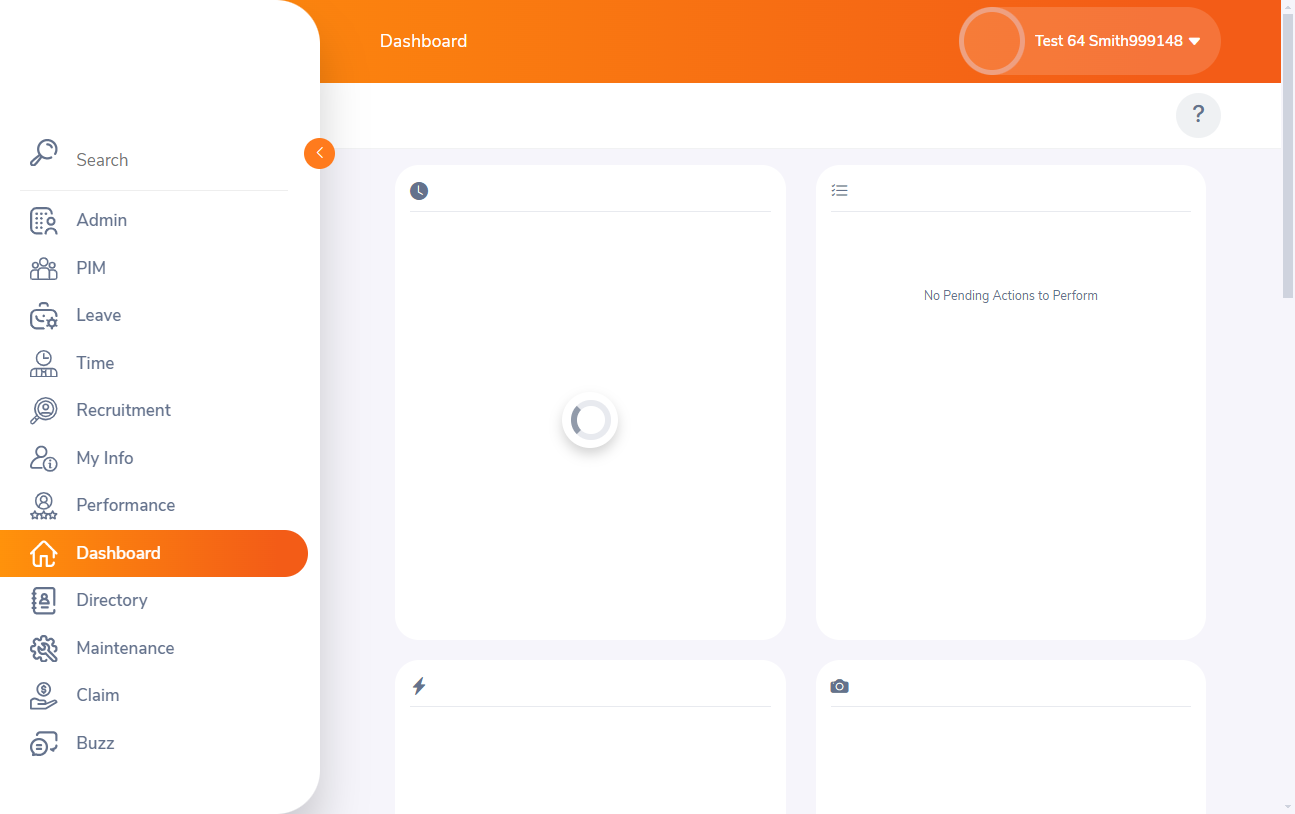 Dashboard
Test 64 Smith999148
?
Search
Admin
PIM
Leave
Time
Recruitment
My Info
Performance
Dashboard
Directory
Maintenance
Claim
Buzz
No Pending Actions to Perform